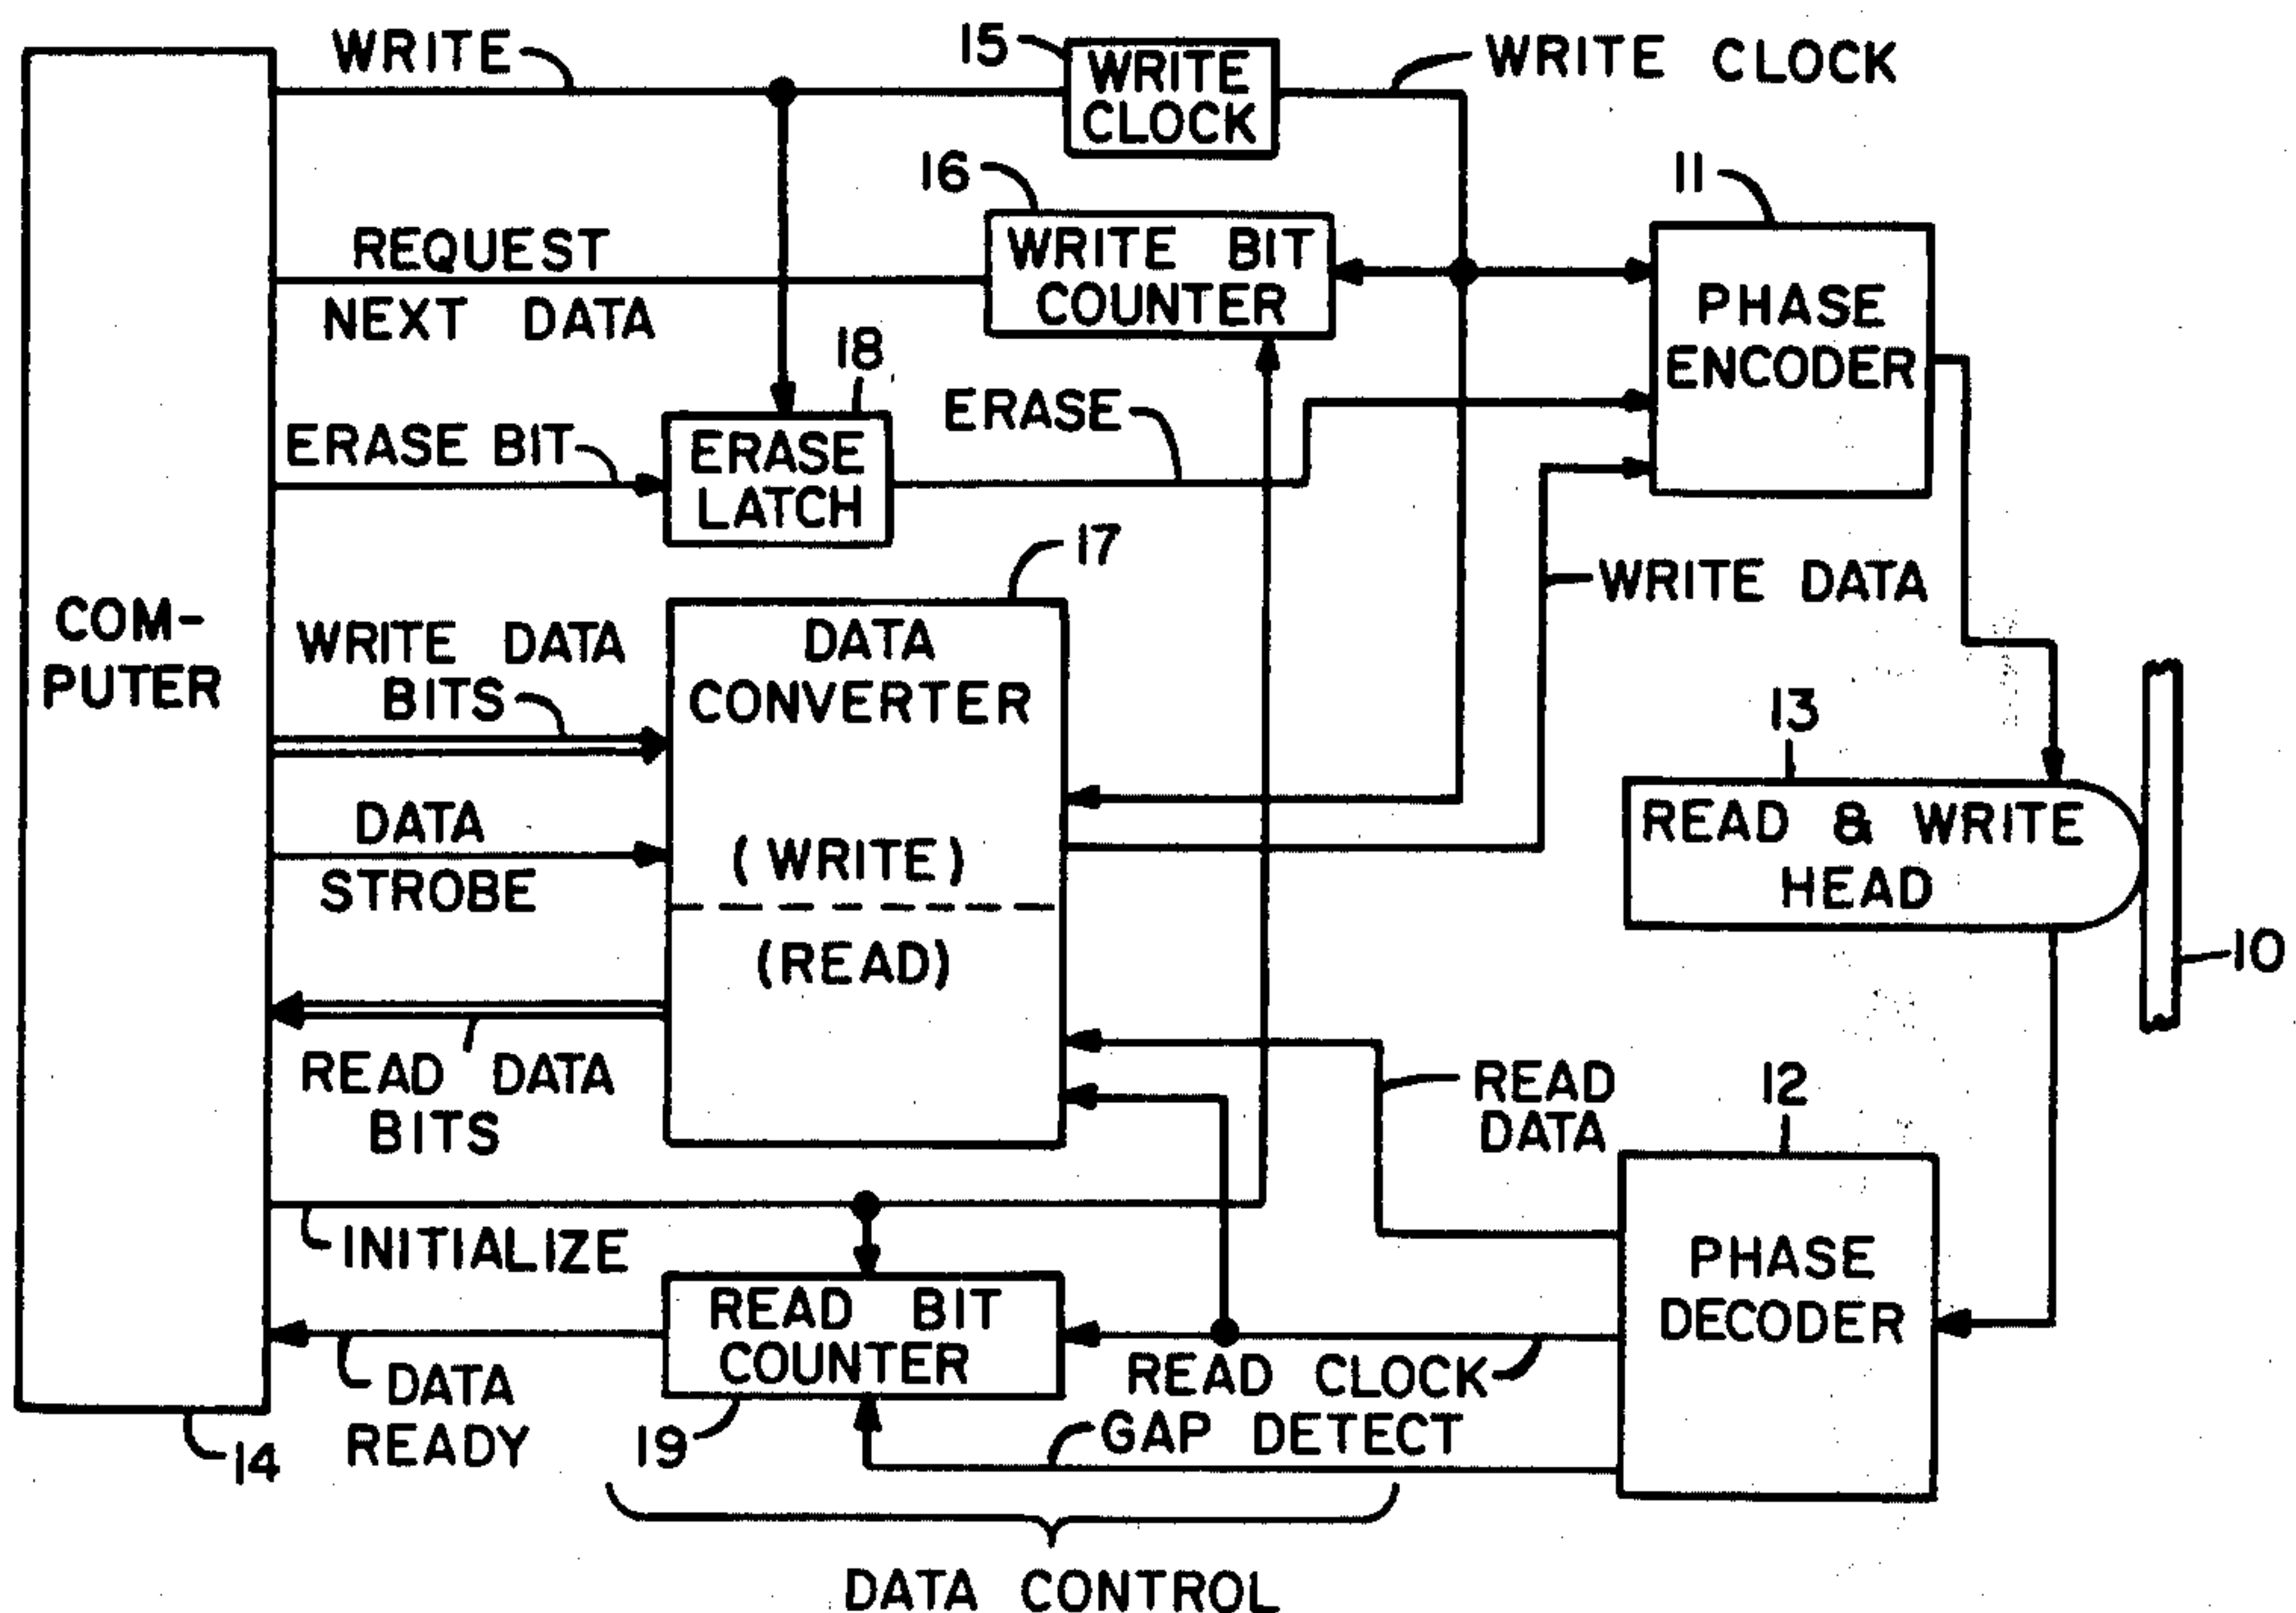 WRITE
15
WRITE
CLOCK
WRITE CLOCK
16
WRITE BIT
COUNTER
11
PHASE
ENCODER
REQUEST
NEXT DATA
18
ERASE BIT
ERASE
LATCH
ERASE
17
COM-
PUTER
WRITE DATA
BITS
DATA
CONVERTER
WRITE DATA
13
READ & WRITE
HEAD
10
DATA
STROBE
(WRITE)
(READ)
READ DATA
BITS
READ
DATA
12
PHASE
DECODER
INITIALIZE
READ BIT
COUNTER
19
READ CLOCK
GAP DETECT
DATA
READY
14
DATA CONTROL